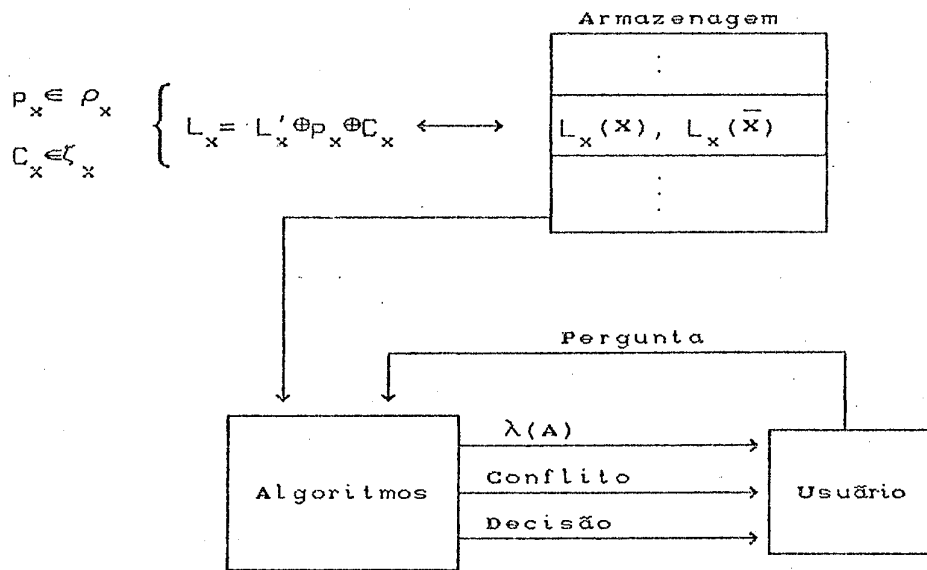 Armazenagem
:
p_x ∈ ρ_x
L_x = L'_x ⊕ p_x ⊕ C_x
L_x(x), L_x(x̄)
C_x ∈ ζ_x
⋮
Pergunta
λ(A)
Conflito
Algoritmos
Usuário
Decisão